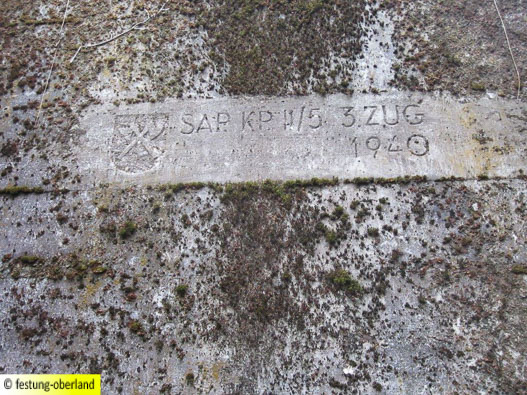 SAP. KP. II/5 3. ZUG
1940
© festung-oberland